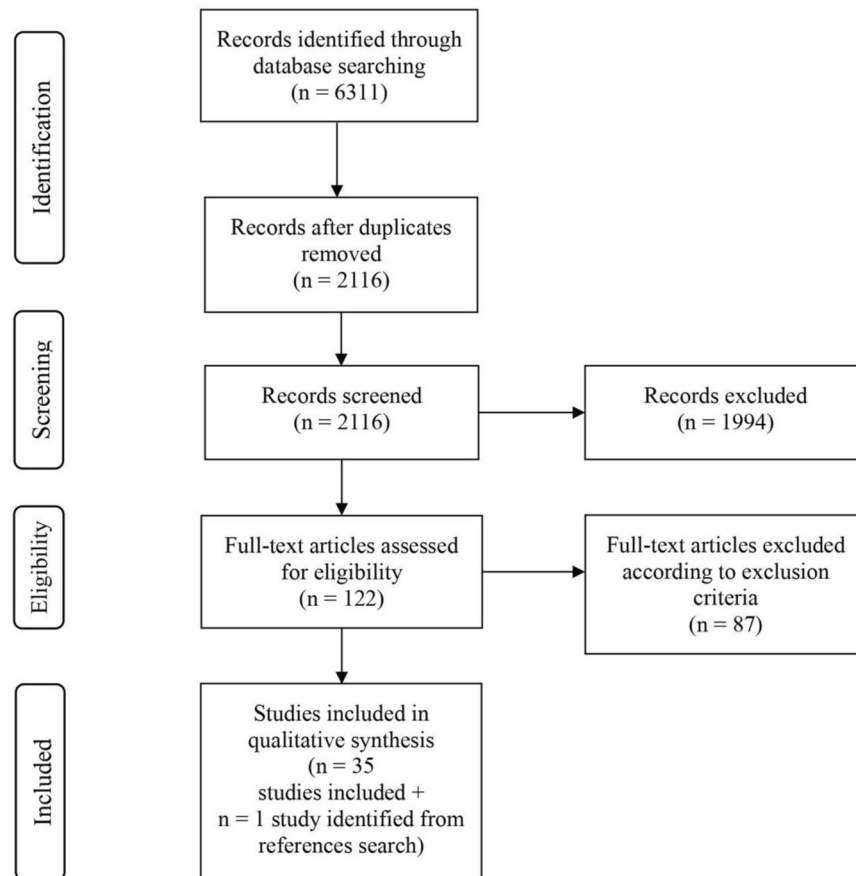 Identification
Records identified through
database searching
(n = 6311)
Records after duplicates
removed
(n = 2116)
Screening
Records screened
(n = 2116)
Records excluded
(n = 1994)
Eligibility
Full-text articles assessed
for eligibility
(n = 122)
Full-text articles excluded
according to exclusion
criteria
(n = 87)
Included
Studies included in
qualitative synthesis
(n = 35
studies included +
n = 1 study identified from
references search)